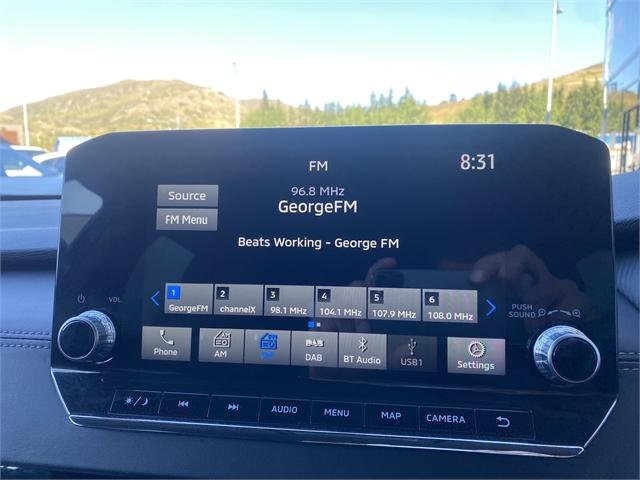 FM
8:31
Source
96.8 MHz
GeorgeFM
FM Menu
Beats Working - George FM
1 GeorgeFM
2 channelX
3 98.1 MHz
4 104.1 MHz
5 107.9 MHz
6 108.0 MHz
VOL
PUSH
SOUND
Phone
AM
FM
DAB
BT Audio
USB1
Settings
AUDIO
MENU
MAP
CAMERA